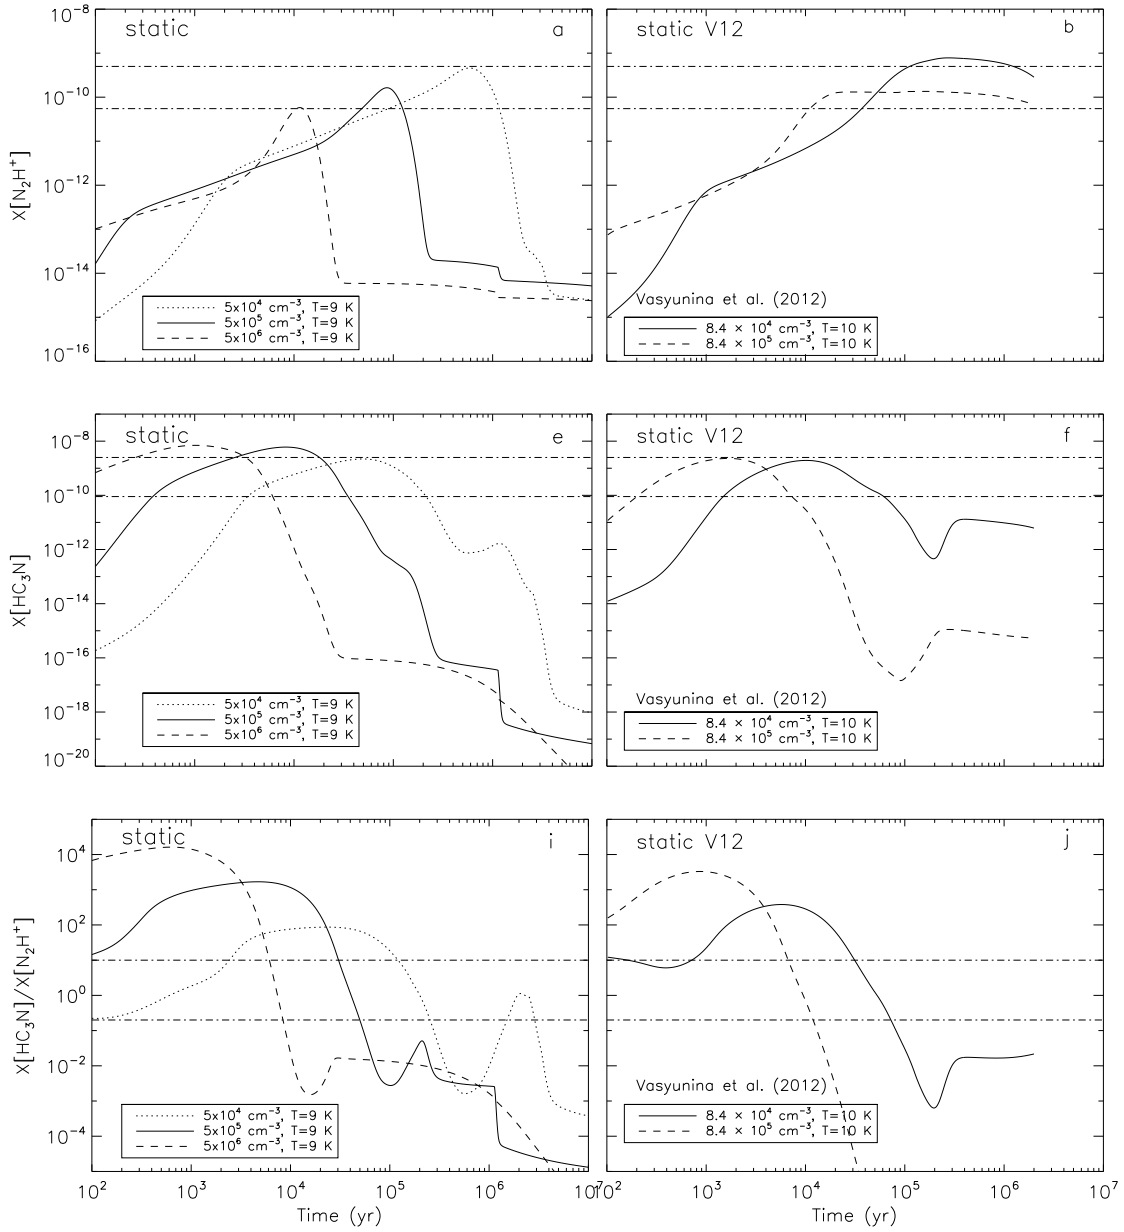 static a
10⁻⁸
10⁻¹⁰
10⁻¹²
10⁻¹⁴
10⁻¹⁶
X[N₂H⁺]
5x10⁴ cm⁻³, T=9 K
5x10⁵ cm⁻³, T=9 K
5x10⁶ cm⁻³, T=9 K
static V12 b
Vasyunina et al. (2012)
8.4 × 10⁴ cm⁻³, T=10 K
8.4 × 10⁵ cm⁻³, T=10 K
static e
10⁻⁸
10⁻¹⁰
10⁻¹²
10⁻¹⁴
10⁻¹⁶
10⁻¹⁸
10⁻²⁰
X[HC₃N]
5x10⁴ cm⁻³, T=9 K
5x10⁵ cm⁻³, T=9 K
5x10⁶ cm⁻³, T=9 K
static V12 f
Vasyunina et al. (2012)
8.4 × 10⁴ cm⁻³, T=10 K
8.4 × 10⁵ cm⁻³, T=10 K
static i
10⁴
10²
10⁰
10⁻²
10⁻⁴
X[HC₃N]/X[N₂H⁺]
5x10⁴ cm⁻³, T=9 K
5x10⁵ cm⁻³, T=9 K
5x10⁶ cm⁻³, T=9 K
10² 10³ 10⁴ 10⁵ 10⁶ 10⁷
Time (yr)
static V12 j
Vasyunina et al. (2012)
8.4 × 10⁴ cm⁻³, T=10 K
8.4 × 10⁵ cm⁻³, T=10 K
10² 10³ 10⁴ 10⁵ 10⁶ 10⁷
Time (yr)